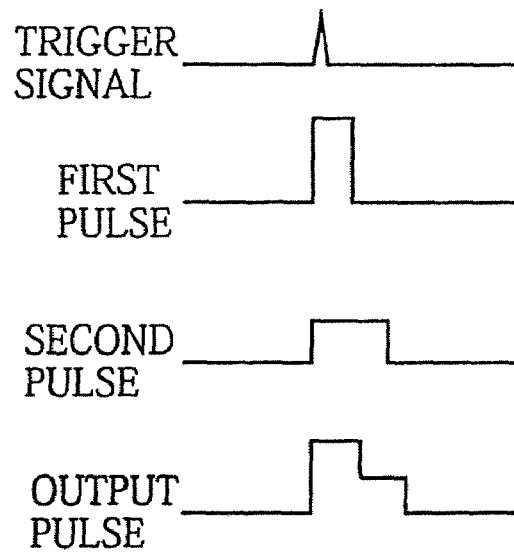 TRIGGER
SIGNAL
FIRST
PULSE
SECOND
PULSE
OUTPUT
PULSE